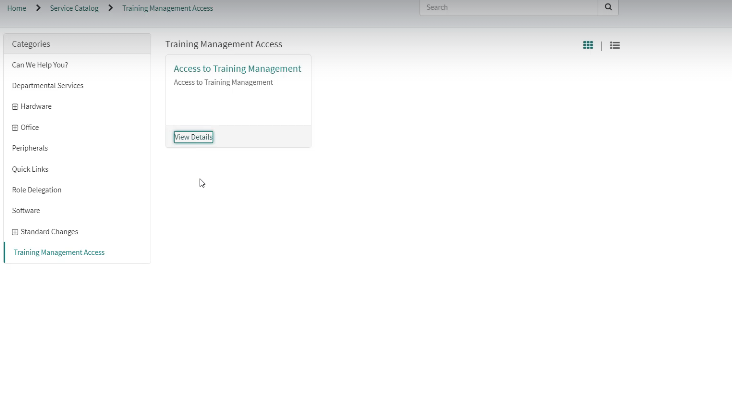 Home > Service Catalog > Training Management Access
Search
Categories
Can We Help You?
Departmental Services
Hardware
Office
Peripherals
Quick Links
Role Delegation
Software
Standard Changes
Training Management Access
Training Management Access
Access to Training Management
Access to Training Management
View Details